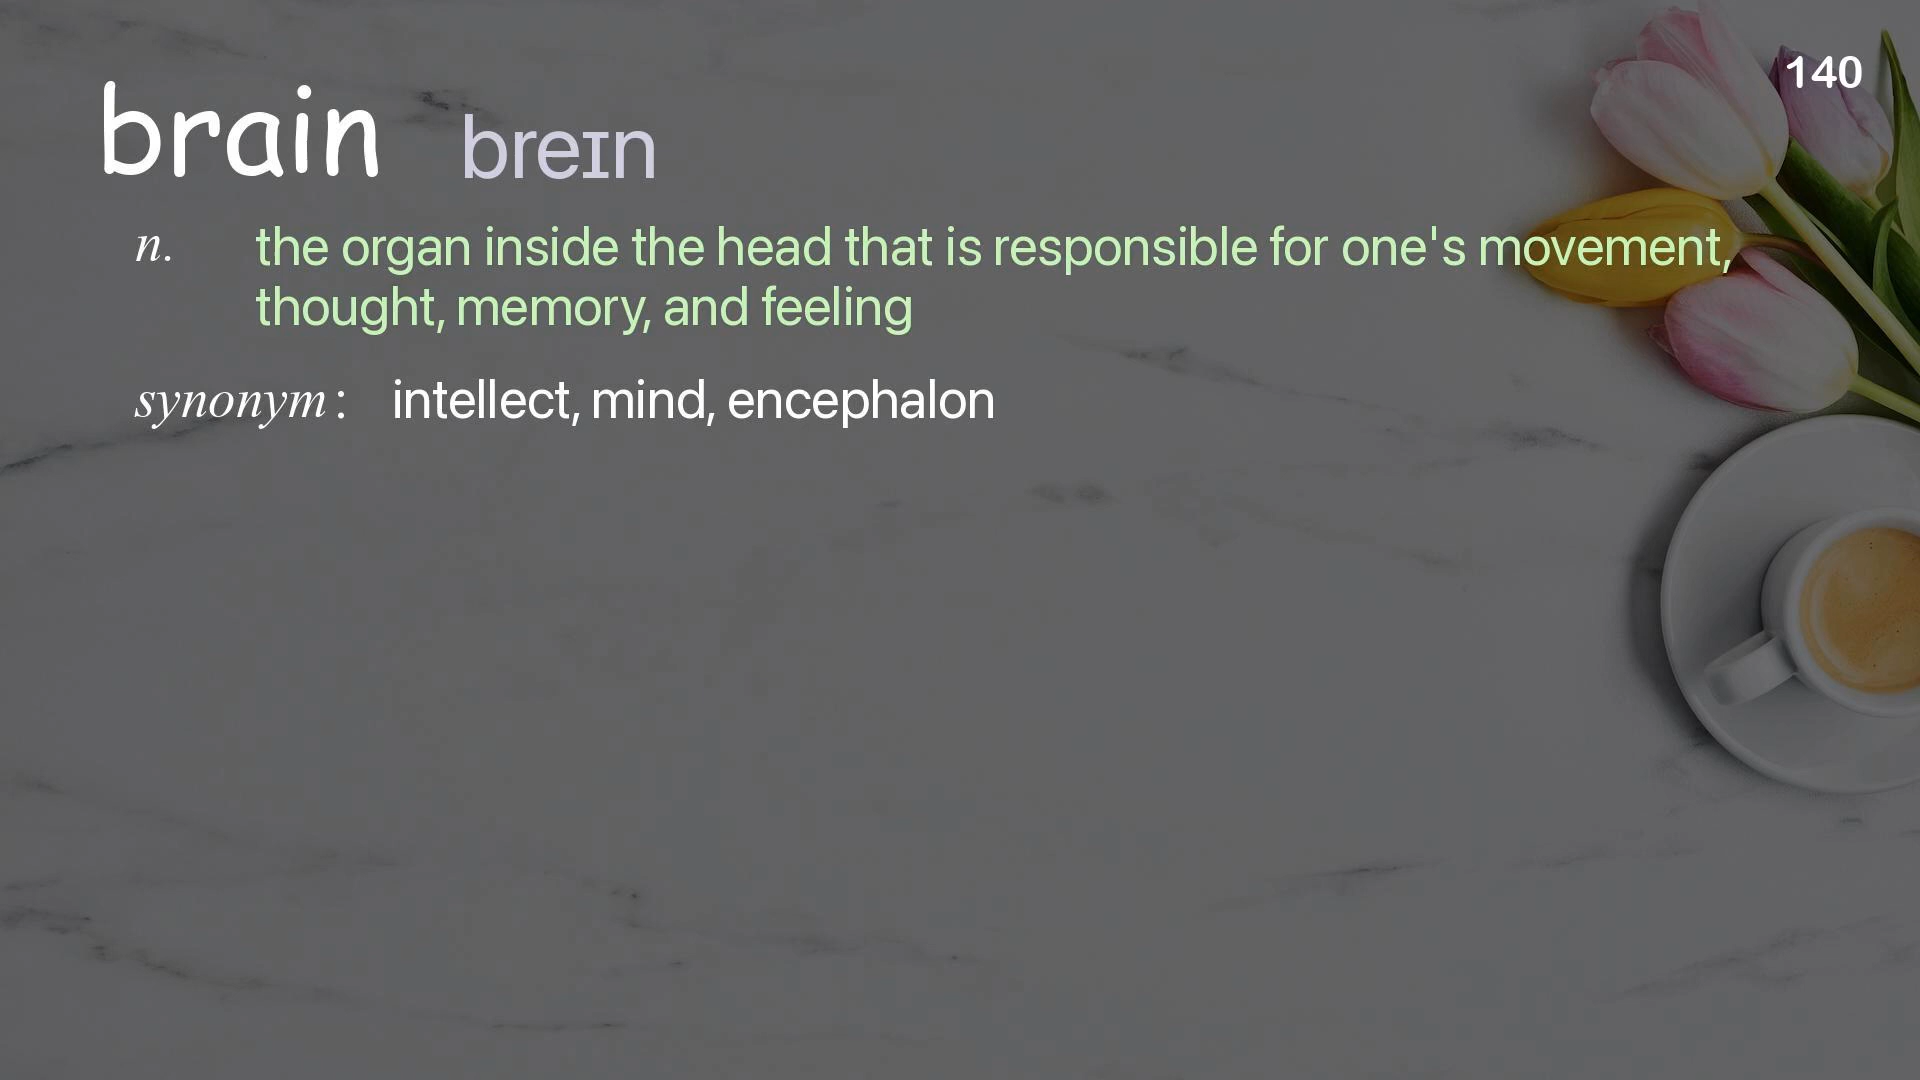 140
brain breɪn
n. the organ inside the head that is responsible for one's movement,
thought, memory, and feeling
synonym : intellect, mind, encephalon